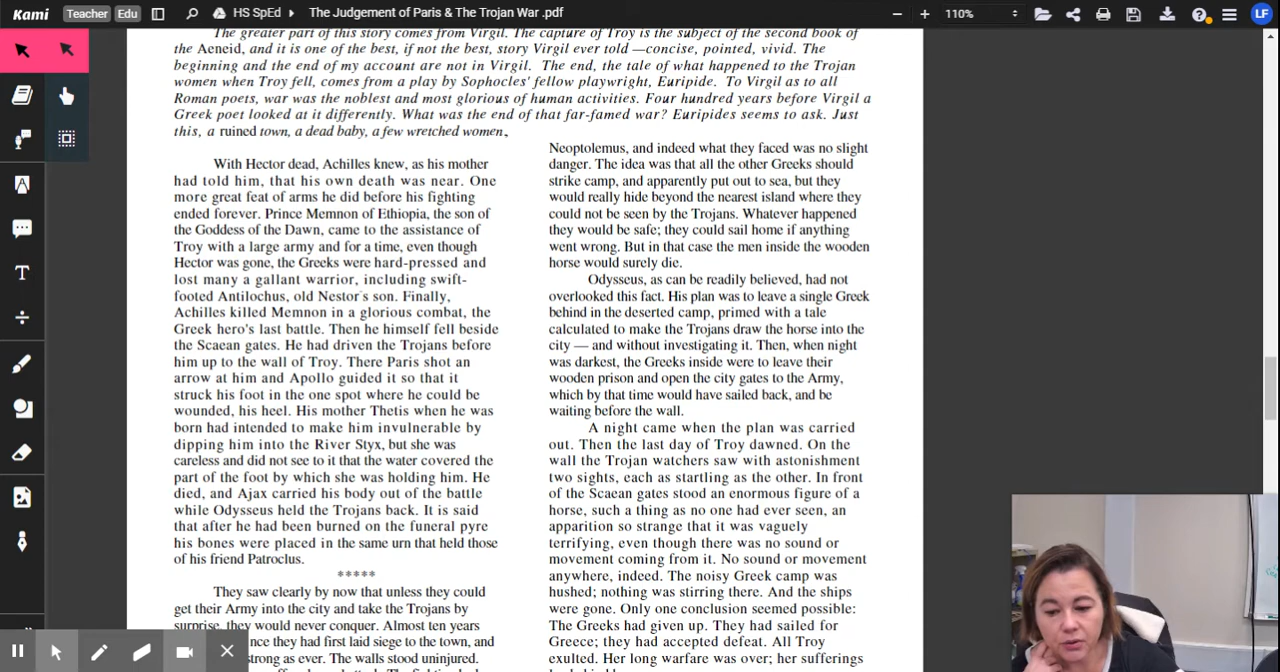 Kami
Teacher
Edu
HS SpEd
The Judgement of Paris & The Trojan War .pdf
110%
LF
The greater part of this story comes from Virgil. The capture of Troy is the subject of the second book of
the Aeneid, and it is one of the best, if not the best, story Virgil ever told —concise, pointed, vivid. The
beginning and the end of my account are not in Virgil. The end, the tale of what happened to the Trojan
women when Troy fell, comes from a play by Sophocles' fellow playwright, Euripide. To Virgil as to all
Roman poets, war was the noblest and most glorious of human activities. Four hundred years before Virgil a
Greek poet looked at it differently. What was the end of that far-famed war? Euripides seems to ask. Just
this, a ruined town, a dead baby, a few wretched women.
With Hector dead, Achilles knew, as his mother
had told him, that his own death was near. One
more great feat of arms he did before his fighting
ended forever. Prince Memnon of Ethiopia, the son of
the Goddess of the Dawn, came to the assistance of
Troy with a large army and for a time, even though
Hector was gone, the Greeks were hard-pressed and
lost many a gallant warrior, including swift-
footed Antilochus, old Nestor's son. Finally,
Achilles killed Memnon in a glorious combat, the
Greek hero's last battle. Then he himself fell beside
the Scaean gates. He had driven the Trojans before
him up to the wall of Troy. There Paris shot an
arrow at him and Apollo guided it so that it
struck his foot in the one spot where he could be
wounded, his heel. His mother Thetis when he was
born had intended to make him invulnerable by
dipping him into the River Styx, but she was
careless and did not see to it that the water covered the
part of the foot by which she was holding him. He
died, and Ajax carried his body out of the battle
while Odysseus held the Trojans back. It is said
that after he had been burned on the funeral pyre
his bones were placed in the same urn that held those
of his friend Patroclus.
*****
They saw clearly by now that unless they could
get their Army into the city and take the Trojans by
surprise, they would never conquer. Almost ten years
nce they had first laid siege to the town, and
strong as ever. The walls stood uninjured.
Neoptolemus, and indeed what they faced was no slight
danger. The idea was that all the other Greeks should
strike camp, and apparently put out to sea, but they
would really hide beyond the nearest island where they
could not be seen by the Trojans. Whatever happened
they would be safe; they could sail home if anything
went wrong. But in that case the men inside the wooden
horse would surely die.
Odysseus, as can be readily believed, had not
overlooked this fact. His plan was to leave a single Greek
behind in the deserted camp, primed with a tale
calculated to make the Trojans draw the horse into the
city — and without investigating it. Then, when night
was darkest, the Greeks inside were to leave their
wooden prison and open the city gates to the Army,
which by that time would have sailed back, and be
waiting before the wall.
A night came when the plan was carried
out. Then the last day of Troy dawned. On the
wall the Trojan watchers saw with astonishment
two sights, each as startling as the other. In front
of the Scaean gates stood an enormous figure of a
horse, such a thing as no one had ever seen, an
apparition so strange that it was vaguely
terrifying, even though there was no sound or
movement coming from it. No sound or movement
anywhere, indeed. The noisy Greek camp was
hushed; nothing was stirring there. And the ships
were gone. Only one conclusion seemed possible:
The Greeks had given up. They had sailed for
Greece; they had accepted defeat. All Troy
exulted. Her long warfare was over; her sufferings